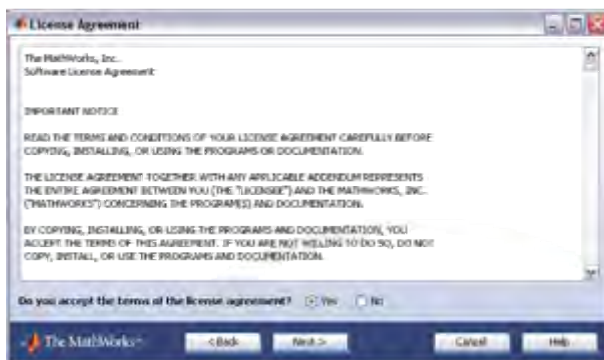 License Agreement
The MathWorks, Inc.
Software License Agreement
IMPORTANT NOTICE
READ THE TERMS AND CONDITIONS OF YOUR LICENSE AGREEMENT CAREFULLY BEFORE
COPYING, INSTALLING, OR USING THE PROGRAMS OR DOCUMENTATION.
THE LICENSE AGREEMENT TOGETHER WITH ANY APPLICABLE ADDENDUM REPRESENTS
THE ENTIRE AGREEMENT BETWEEN YOU (THE "LICENSEE") AND THE MATHWORKS, INC.
("MATHWORKS") CONCERNING THE PROGRAM(S) AND DOCUMENTATION.
BY COPYING, INSTALLING, OR USING THE PROGRAMS AND DOCUMENTATION, YOU
ACCEPT THE TERMS OF THIS AGREEMENT. IF YOU ARE NOT WILLING TO DO SO, DO NOT
COPY, INSTALL, OR USE THE PROGRAMS AND DOCUMENTATION.
Do you accept the terms of the license agreement? Yes No
The MathWorks < Back Next > Cancel Help